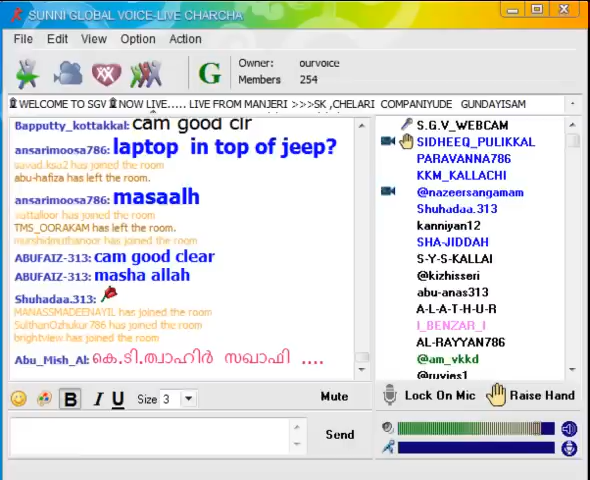 SUNNI GLOBAL VOICE-LIVE CHARCHA
File Edit View Option Action
Owner: ourvoice
Members 254
WELCOME TO SGV NOW LIVE..... LIVE FROM MANJERI >>>SK ,CHELARI COMPANIYUDE GUNDAYISAM
Bapputty_kottakkal: cam good clr
ansarimoosa786: laptop in top of jeep?
savad.ksa2 has joined the room
abu-hafiza has left the room.
ansarimoosa786: masaalh
vattalloor has joined the room
TMS_OORAKAM has left the room.
murshidmuthanoor has joined the room
ABUFAIZ-313: cam good clear
ABUFAIZ-313: masha allah
Shuhadaa.313:
MANASSMADEENAYIL has joined the room
SulthanOzhukur786 has joined the room
brightview has joined the room
Abu_Mish_Al: കെ.ടി.ത്വാഹിർ സഖാഫി ....
S.G.V_WEBCAM
SIDHEEQ_PULIKKAL
PARAVANNA786
KKM_KALLACHI
@nazeersangamam
Shuhadaa.313
kanniyan12
SHA-JIDDAH
S-Y-S-KALLAI
@kizhisseri
abu-anas313
A-L-A-T-H-U-R
I_BENZAR_I
AL-RAYYAN786
@am_vkkd
@ruvies1
B I U Size 3 Mute
Lock On Mic Raise Hand
Send